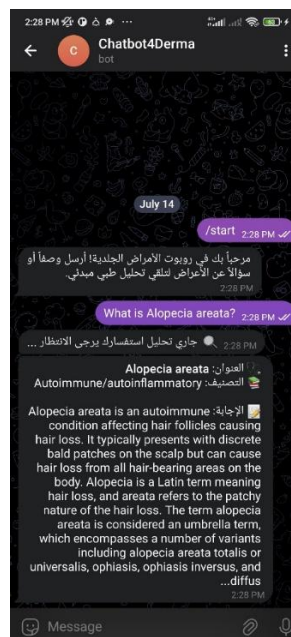 2:28 PM
Chatbot4Derma
bot
July 14
/start 2:28 PM
مرحباً بك في روبوت الأمراض الجلدية! أرسل وصفاً أو
سؤالاً عن الأعراض لتلقي تحليل طبي مبدئي.
2:28 PM
What is Alopecia areata? 2:28 PM
جاري تحليل استفسارك يرجى الانتظار ... 2:28 PM
العنوان: Alopecia areata
التصنيف: Autoimmune/autoinflammatory
الإجابة: Alopecia areata is an autoimmune
condition affecting hair follicles causing
hair loss. It typically presents with discrete
bald patches on the scalp but can cause
hair loss from all hair-bearing areas on the
body. Alopecia is a Latin term meaning
hair loss, and areata refers to the patchy
nature of the hair loss. The term alopecia
areata is considered an umbrella term,
which encompasses a number of variants
including alopecia areata totalis or
universalis, ophiasis, ophiasis inversus, and
diffus...
2:28 PM
Message